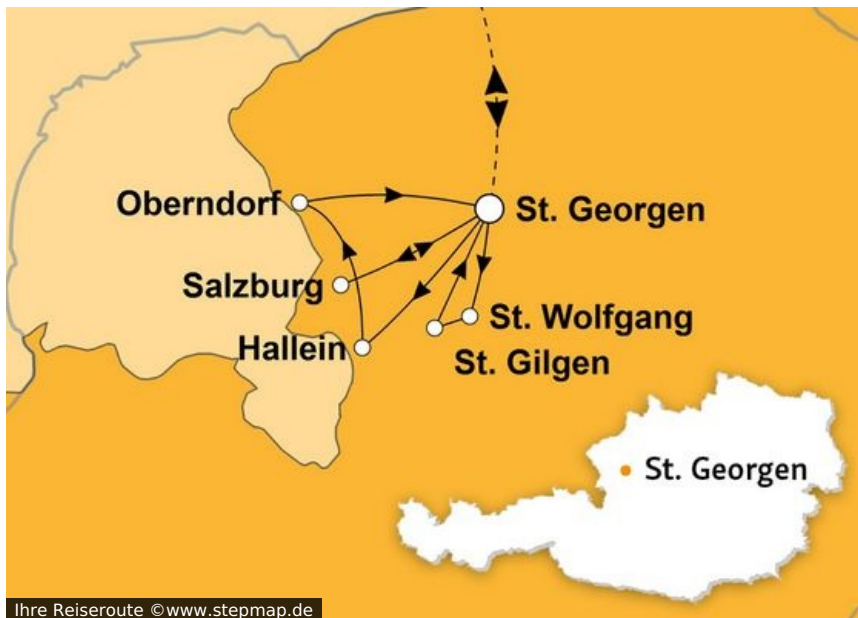 Oberndorf
St. Georgen
Salzburg
St. Wolfgang
Hallein
St. Gilgen
St. Georgen
Ihre Reiseroute ©www.stepmap.de